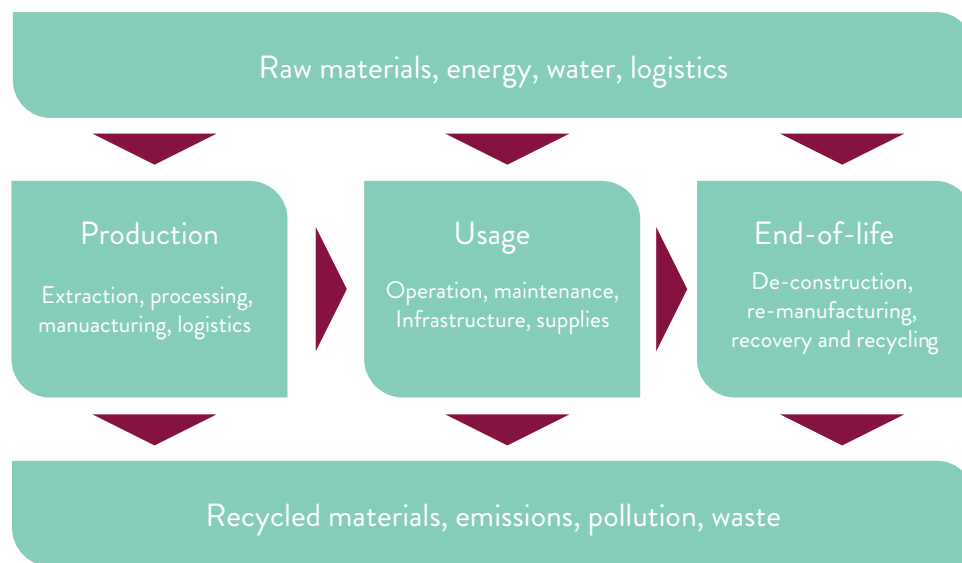 Raw materials, energy, water, logistics
Production
Extraction, processing,
manuacturing, logistics
Usage
Operation, maintenance,
Infrastructure, supplies
End-of-life
De-construction,
re-manufacturing,
recovery and recycling
Recycled materials, emissions, pollution, waste